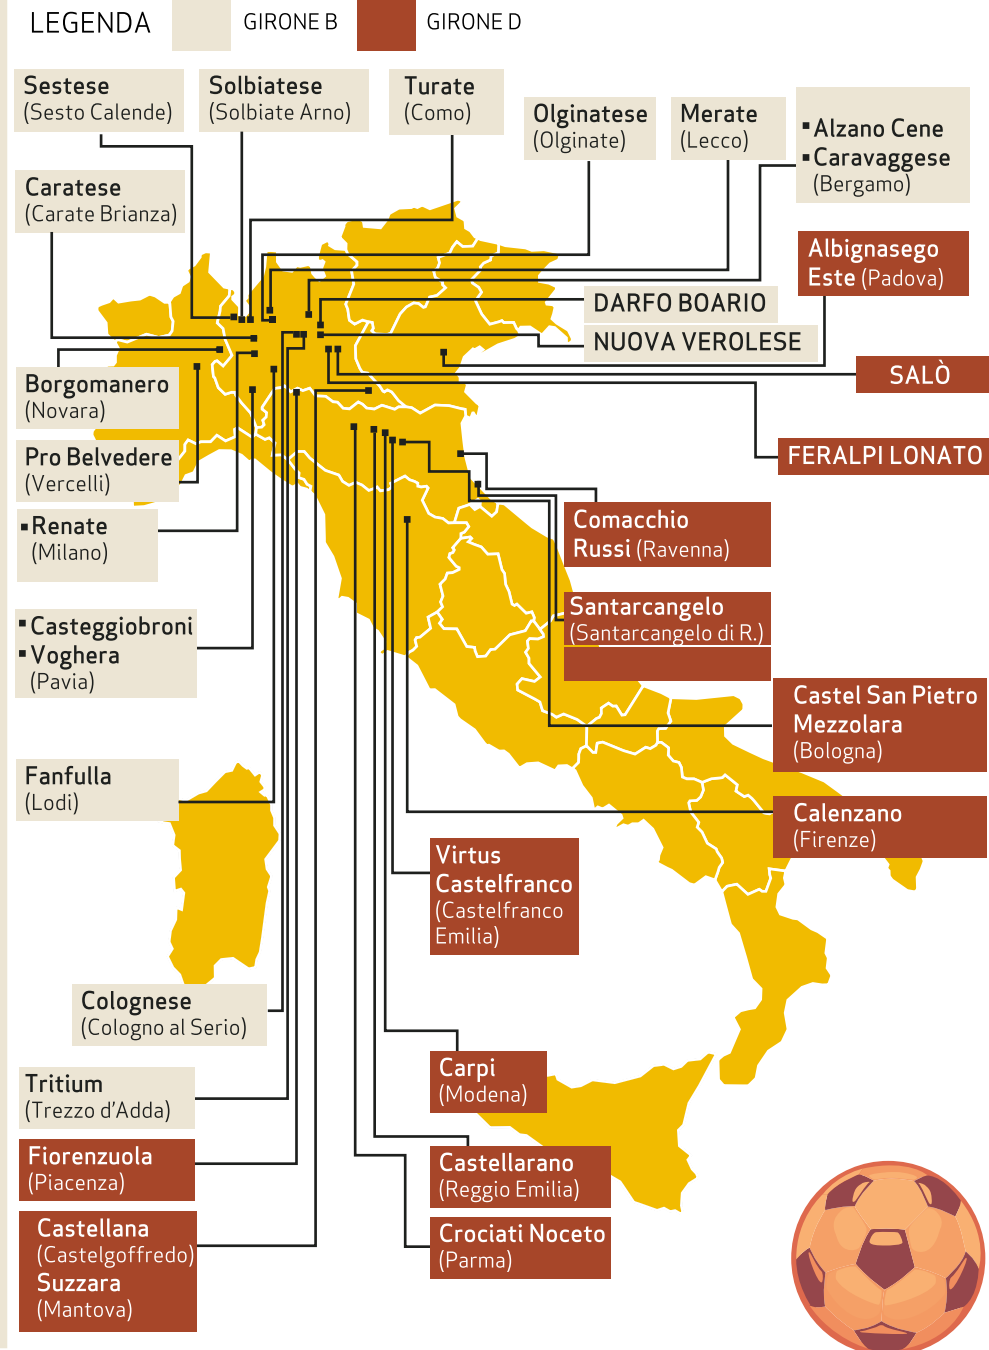 LEGENDA
GIRONE B
GIRONE D
Sestese
(Sesto Calende)
Solbiatese
(Solbiate Arno)
Turate
(Como)
Olginatese
(Olginate)
Merate
(Lecco)
Alzano Cene
Caravaggese
(Bergamo)
Caratese
(Carate Brianza)
Albignasego
Este (Padova)
DARFO BOARIO
NUOVA VEROLESE
SALÒ
FERALPI LONATO
Borgomanero
(Novara)
Pro Belvedere
(Vercelli)
Renate
(Milano)
Comacchio
Russi (Ravenna)
Santarcangelo
(Santarcangelo di R.)
Casteggiobroni
Voghera
(Pavia)
Castel San Pietro
Mezzolara
(Bologna)
Fanfulla
(Lodi)
Calenzano
(Firenze)
Virtus
Castelfranco
(Castelfranco
Emilia)
Colognese
(Cologno al Serio)
Tritium
(Trezzo d'Adda)
Carpi
(Modena)
Fiorenzuola
(Piacenza)
Castellarano
(Reggio Emilia)
Castellana
(Castelgoffredo)
Suzzara
(Mantova)
Crociati Noceto
(Parma)